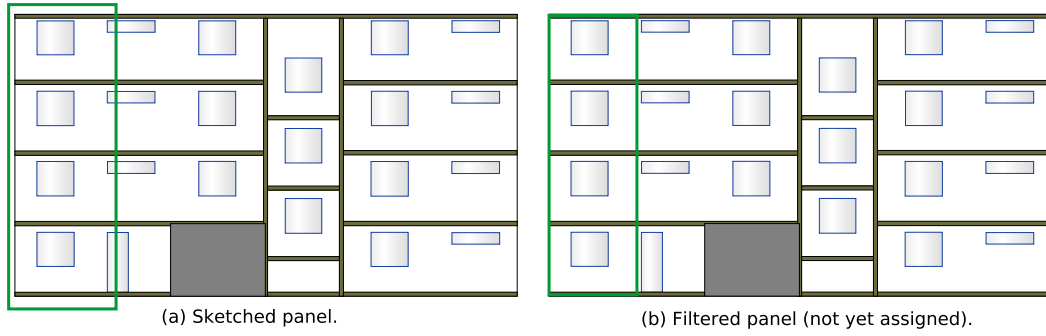 (a) Sketched panel.
(b) Filtered panel (not yet assigned).